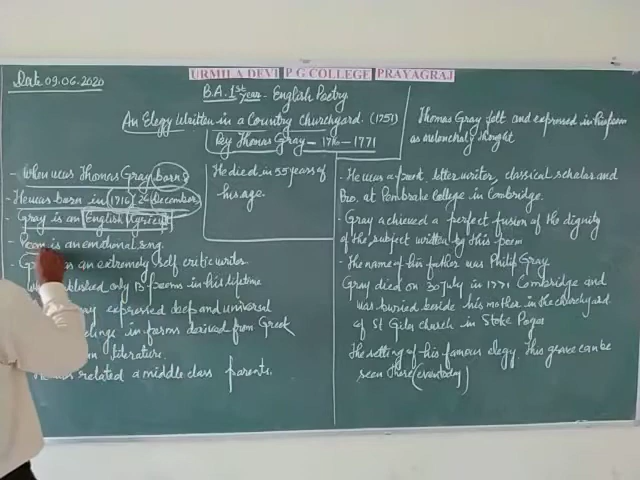 Date 09.06.2020
URMILA DEVI P G COLLEGE PRAYAGRAJ
B.A. 1st Year - English Poetry
An Elegy Written in a Country Churchyard. (1751)
by Thomas Gray - 1716 - 1771
Thomas Gray felt and expressed in his poem
as melancholy thought
- When was Thomas Gray born?
- He was born in 1716, 26 December
- Gray is an English
- Poem is an emotional song.
- an extremely self critic writer.
published only 13 poems in his lifetime
expressed deep and universal
in forms derived from Greek
literature.
related a middle class parents.
He died in 55 years of
his age.
- He was a poet, letter writer, classical scholar and
at Pembroke College in Cambridge.
- Gray achieved a perfect fusion of the dignity
of the subject written by this poem
- The name of his father was Philip Gray.
Gray died on 30 July in 1771 Cambridge and
was buried beside his mother in the churchyard
of St Giles church in Stoke Poges
The setting of his famous elegy. This grave can be
seen there